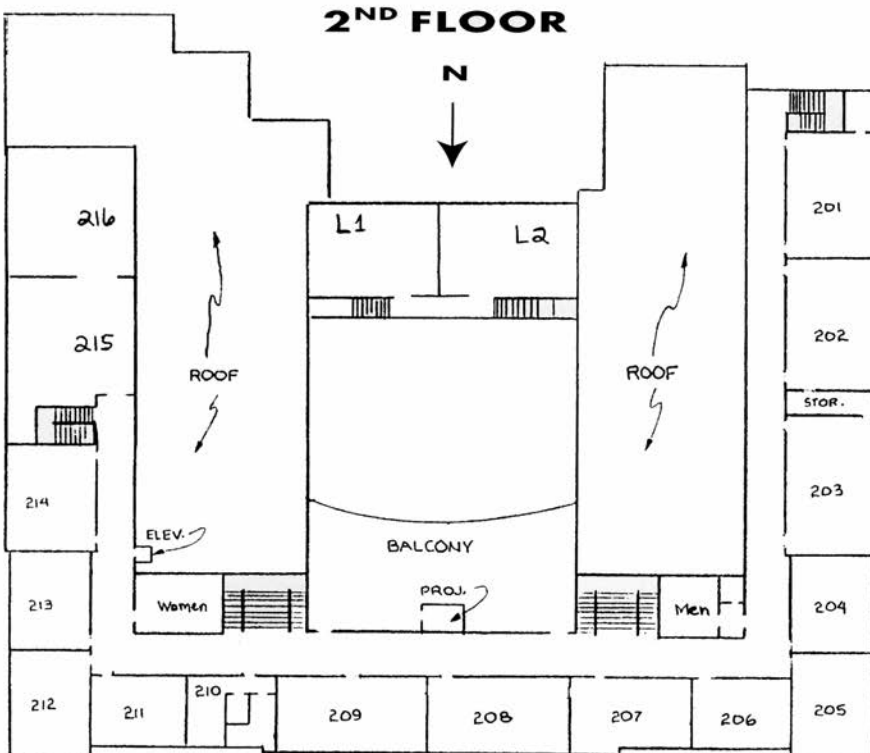 2ND FLOOR
N
216
L1
L2
201
215
202
ROOF
ROOF
STOR.
214
203
ELEV.
BALCONY
213
Women
PROJ.
Men
204
212
211
210
209
208
207
206
205